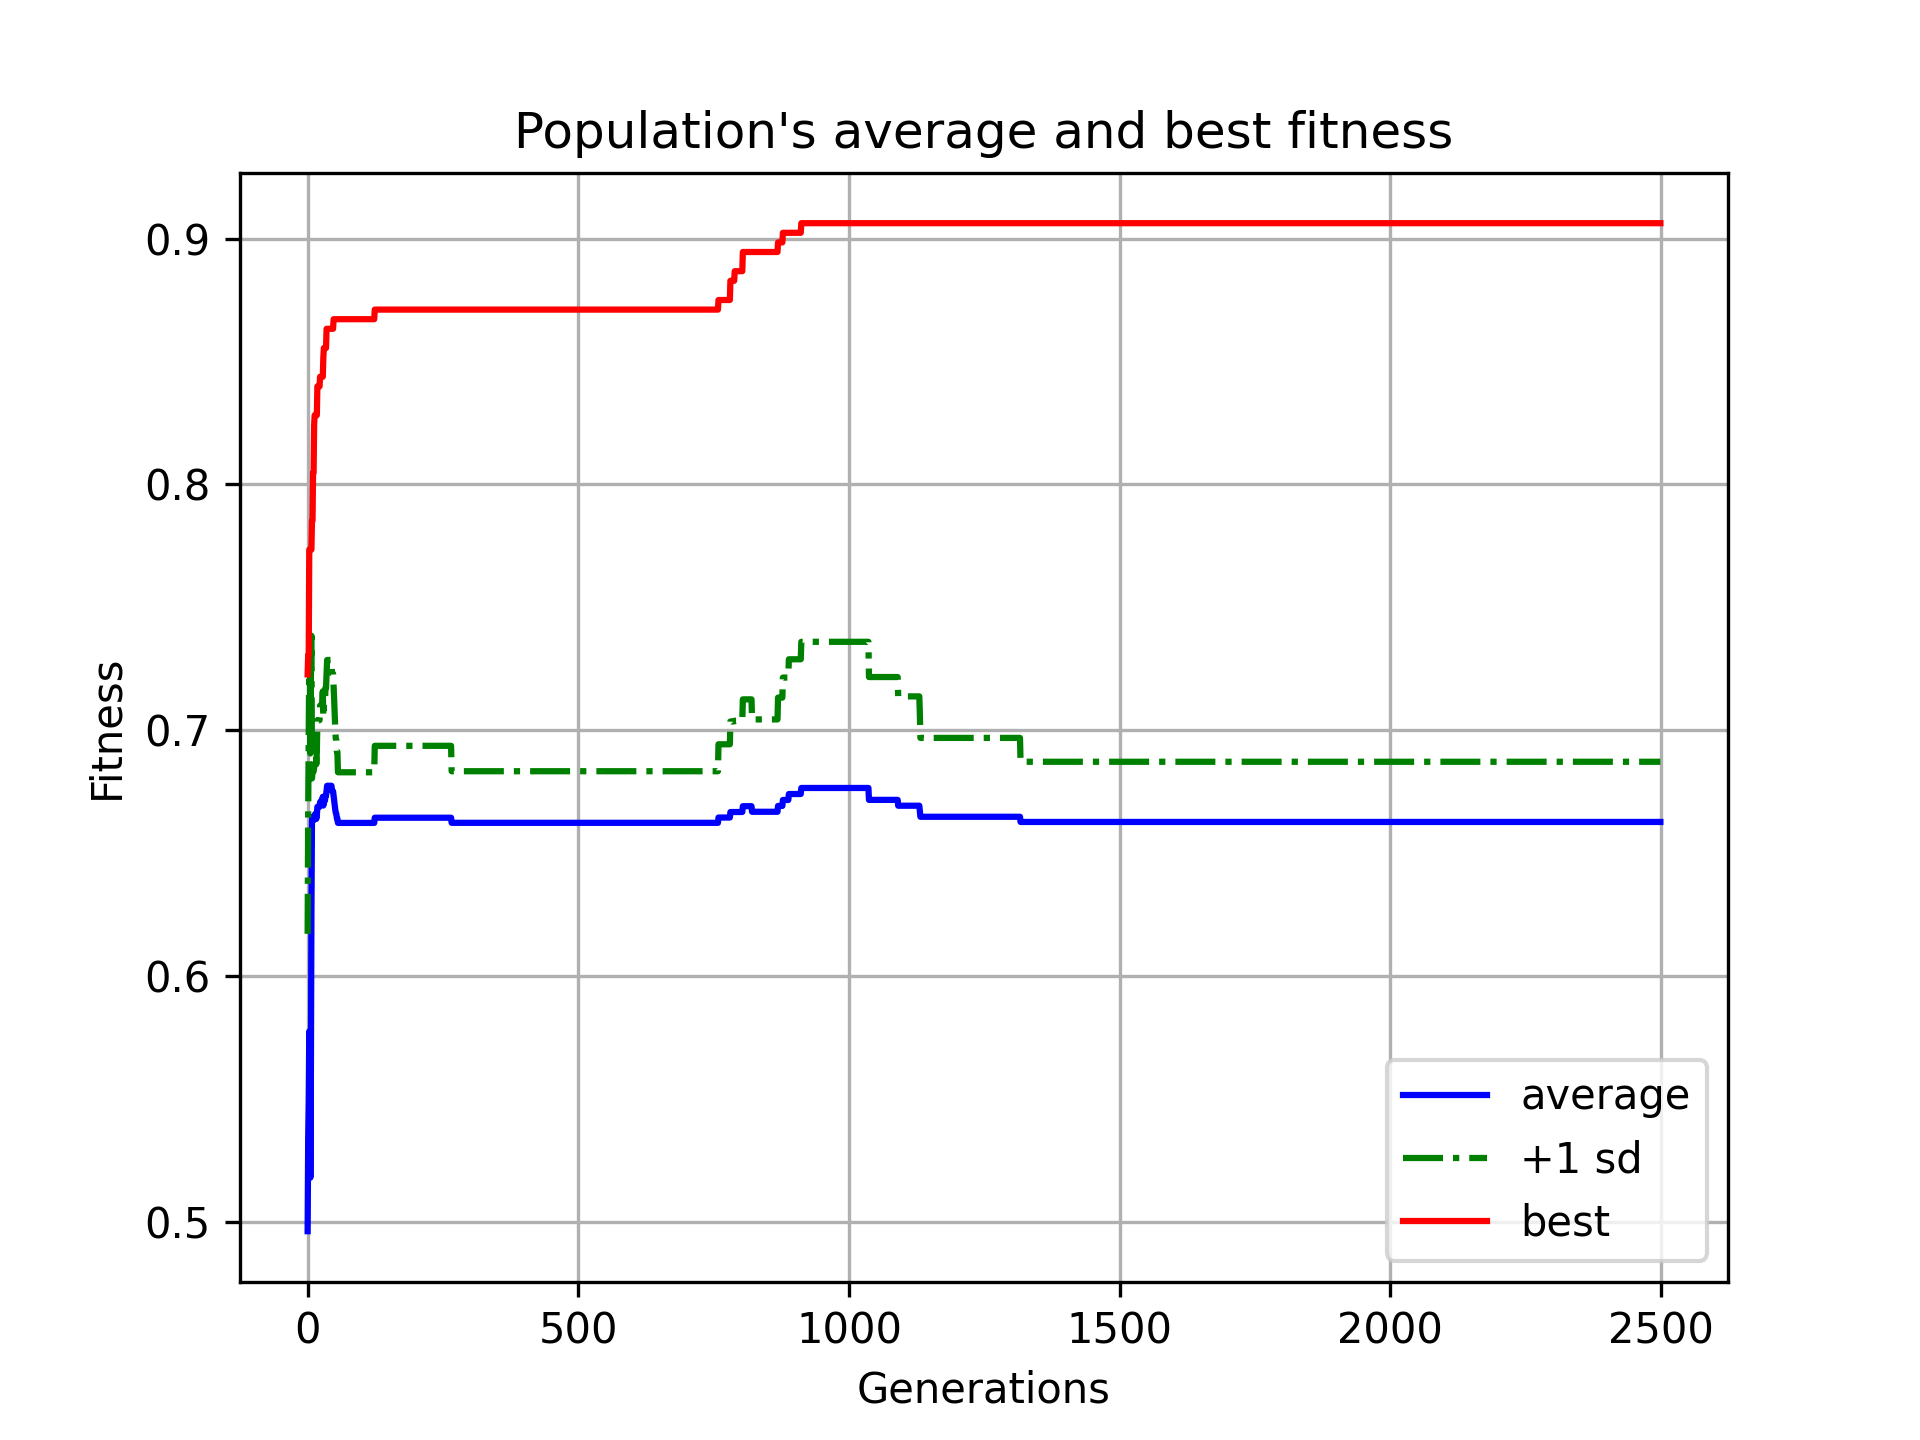 Population's average and best fitness
Fitness
0.9
0.8
0.7
0.6
0.5
0 500 1000 1500 2000 2500
Generations
average
+1 sd
best